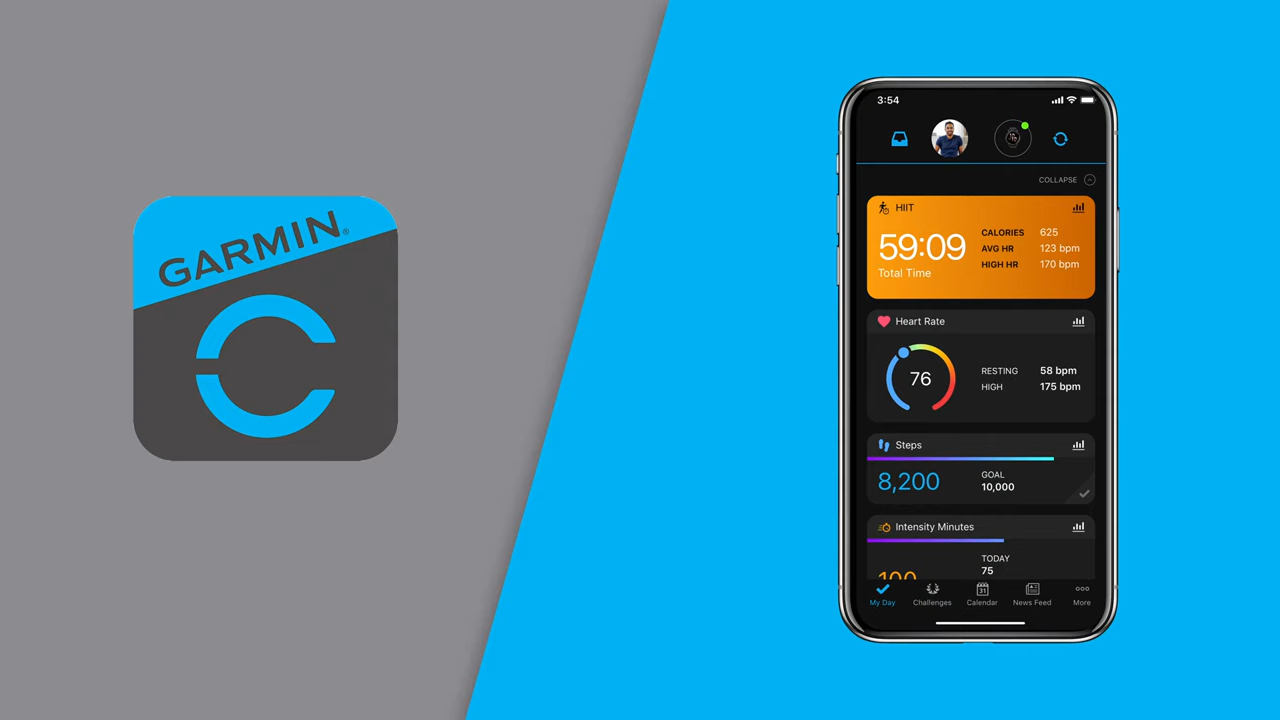 GARMIN®
3:54
COLLAPSE
HIIT
59:09
Total Time
CALORIES 625
AVG HR 123 bpm
HIGH HR 170 bpm
Heart Rate
76
RESTING 58 bpm
HIGH 175 bpm
Steps
8,200
GOAL
10,000
Intensity Minutes
TODAY
75
100
31
My Day Challenges Calendar News Feed More